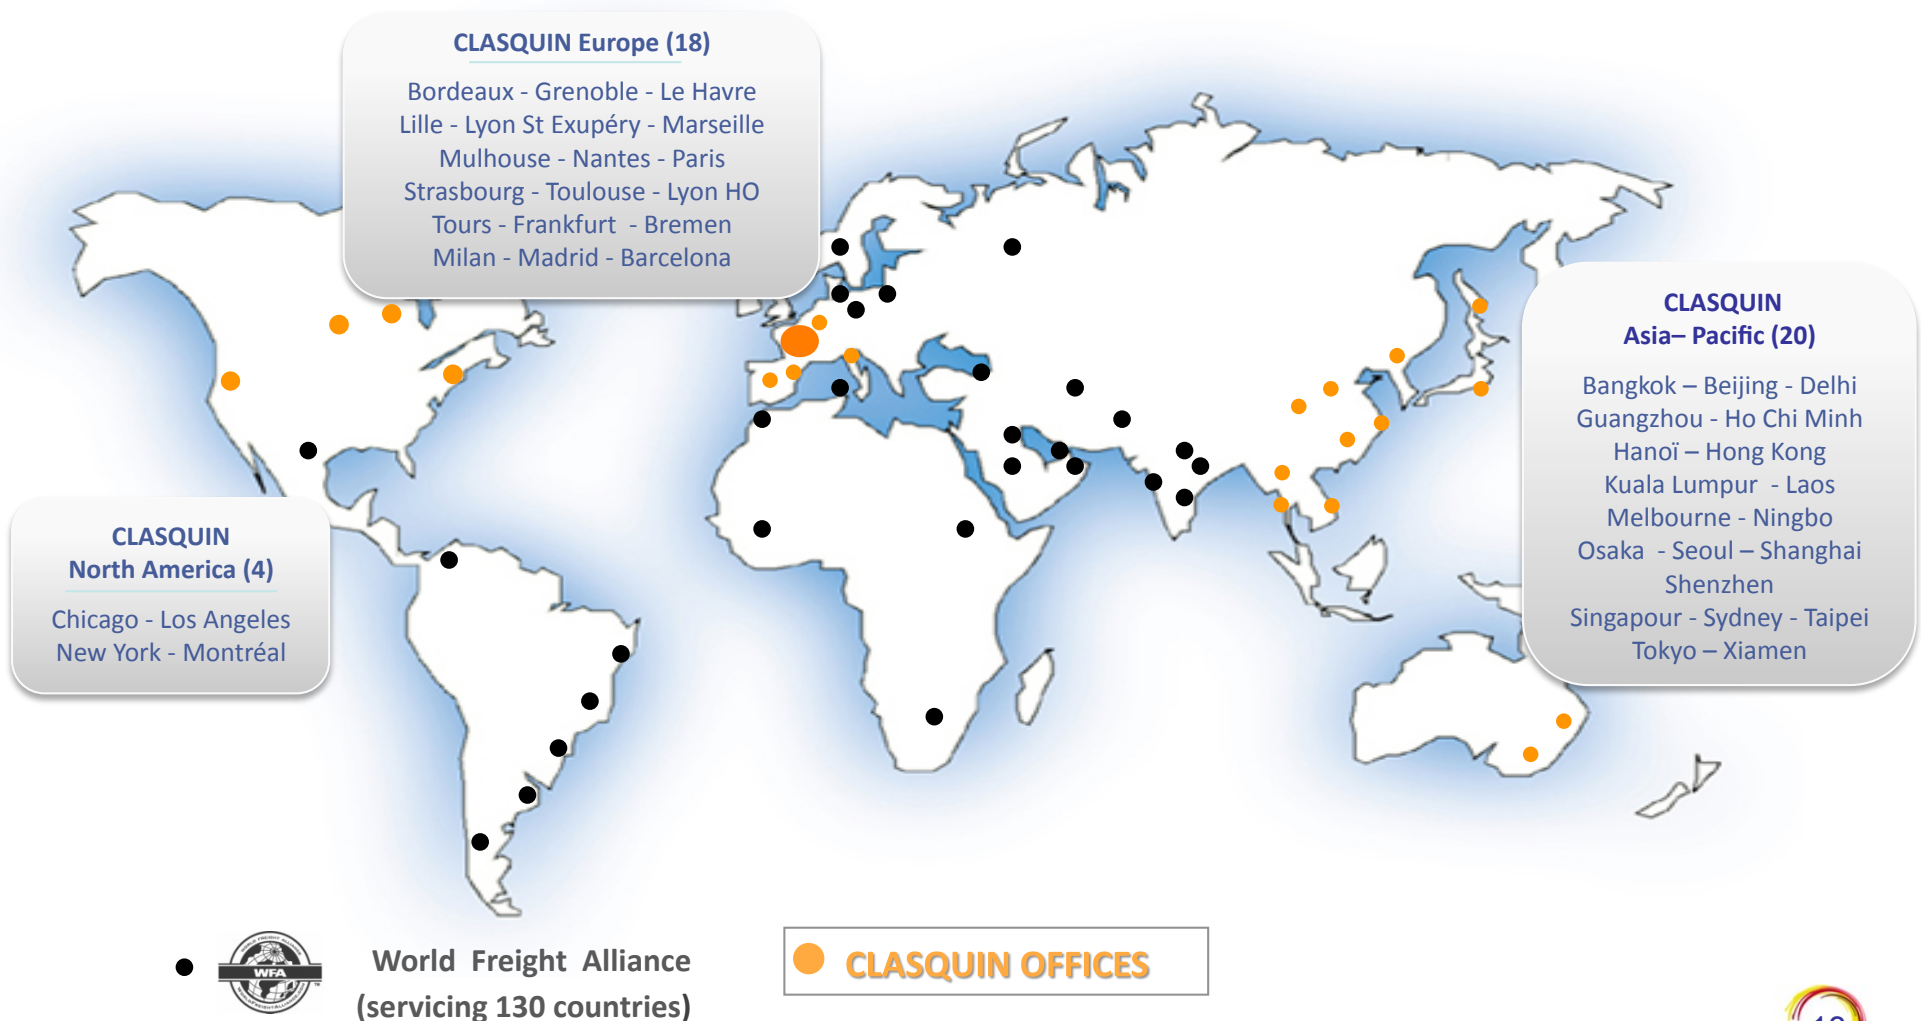 CLASQUIN Europe (18)
Bordeaux - Grenoble - Le Havre
Lille - Lyon St Exupéry - Marseille
Mulhouse - Nantes - Paris
Strasbourg - Toulouse - Lyon HO
Tours - Frankfurt - Bremen
Milan - Madrid - Barcelona
CLASQUIN
Asia– Pacific (20)
Bangkok – Beijing - Delhi
Guangzhou - Ho Chi Minh
Hanoï – Hong Kong
Kuala Lumpur - Laos
Melbourne - Ningbo
Osaka - Seoul – Shanghai
Shenzhen
Singapour - Sydney - Taipei
Tokyo – Xiamen
CLASQUIN
North America (4)
Chicago - Los Angeles
New York - Montréal
WORLD FREIGHT ALLIANCE
WFA
World Freight Alliance
(servicing 130 countries)
CLASQUIN OFFICES